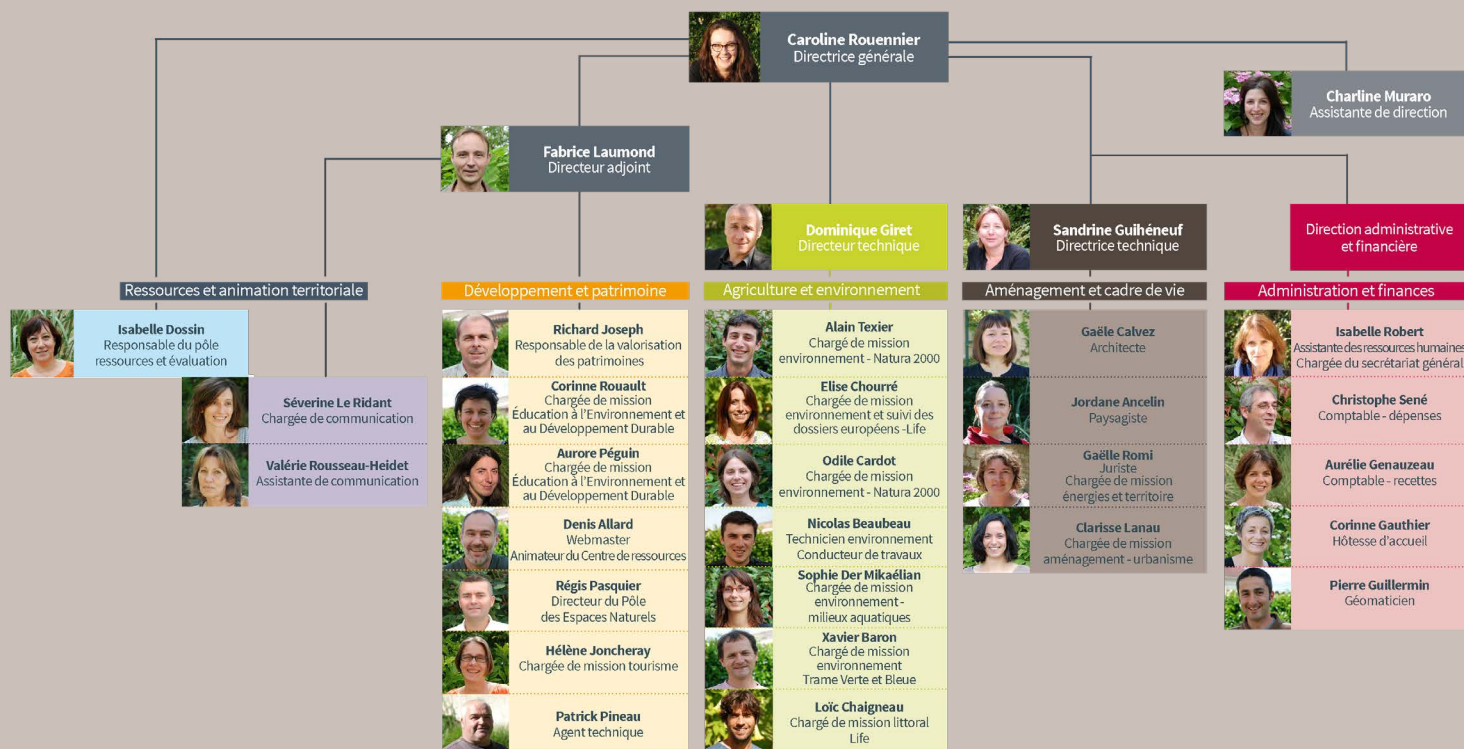 Caroline Rouennier
Directrice générale
Charline Muraro
Assistante de direction
Fabrice Laumond
Directeur adjoint
Dominique Giret
Directeur technique
Sandrine Guihéneuf
Directrice technique
Direction administrative
et financière
Ressources et animation territoriale
Isabelle Dossin
Responsable du pôle
ressources et évaluation
Séverine Le Ridant
Chargée de communication
Valérie Rousseau-Heidet
Assistante de communication
Développement et patrimoine
Richard Joseph
Responsable de la valorisation
des patrimoines
Corinne Rouault
Chargée de mission
Éducation à l'Environnement et
au Développement Durable
Aurore Péguin
Chargée de mission
Éducation à l'Environnement et
au Développement Durable
Denis Allard
Webmaster
Animateur du Centre de ressources
Régis Pasquier
Directeur du Pôle
des Espaces Naturels
Hélène Joncheray
Chargée de mission tourisme
Patrick Pineau
Agent technique
Agriculture et environnement
Alain Texier
Chargé de mission
environnement - Natura 2000
Elise Chourré
Chargée de mission
environnement et suivi des
dossiers européens -Life
Odile Cardot
Chargée de mission
environnement - Natura 2000
Nicolas Beaubeau
Technicien environnement
Conducteur de travaux
Sophie Der Mikaélian
Chargée de mission
environnement -
milieux aquatiques
Xavier Baron
Chargé de mission
environnement
Trame Verte et Bleue
Loïc Chaigneau
Chargé de mission littoral
Life
Aménagement et cadre de vie
Gaële Calvez
Architecte
Jordane Ancelin
Paysagiste
Gaëlle Romi
Juriste
Chargée de mission
énergies et territoire
Clarisse Lanau
Chargée de mission
aménagement - urbanisme
Administration et finances
Isabelle Robert
Assistante des ressources humaines
Chargée du secrétariat général
Christophe Sené
Comptable - dépenses
Aurélie Genauzeau
Comptable - recettes
Corinne Gauthier
Hôtesse d'accueil
Pierre Guillermin
Géomaticien